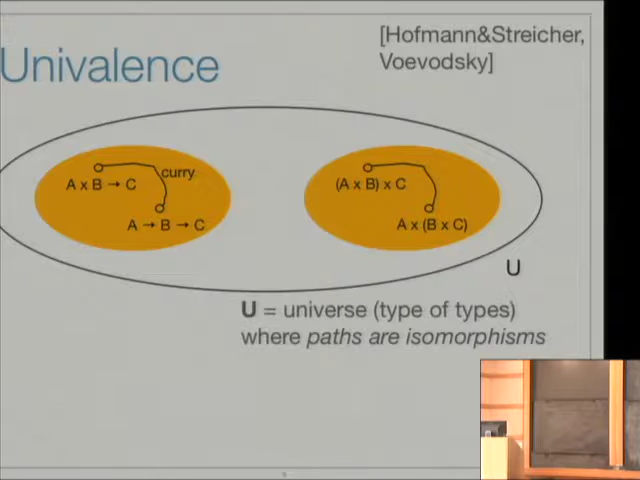 [Hofmann&Streicher,
Voevodsky]
Univalence
curry
A x B → C
A → B → C
(A x B) x C
A x (B x C)
U
U = universe (type of types)
where paths are isomorphisms